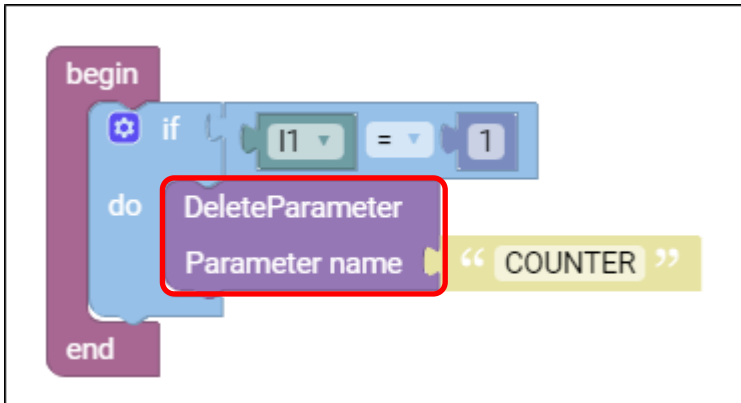 begin
if I1 = 1
do DeleteParameter
Parameter name “ COUNTER ”
end